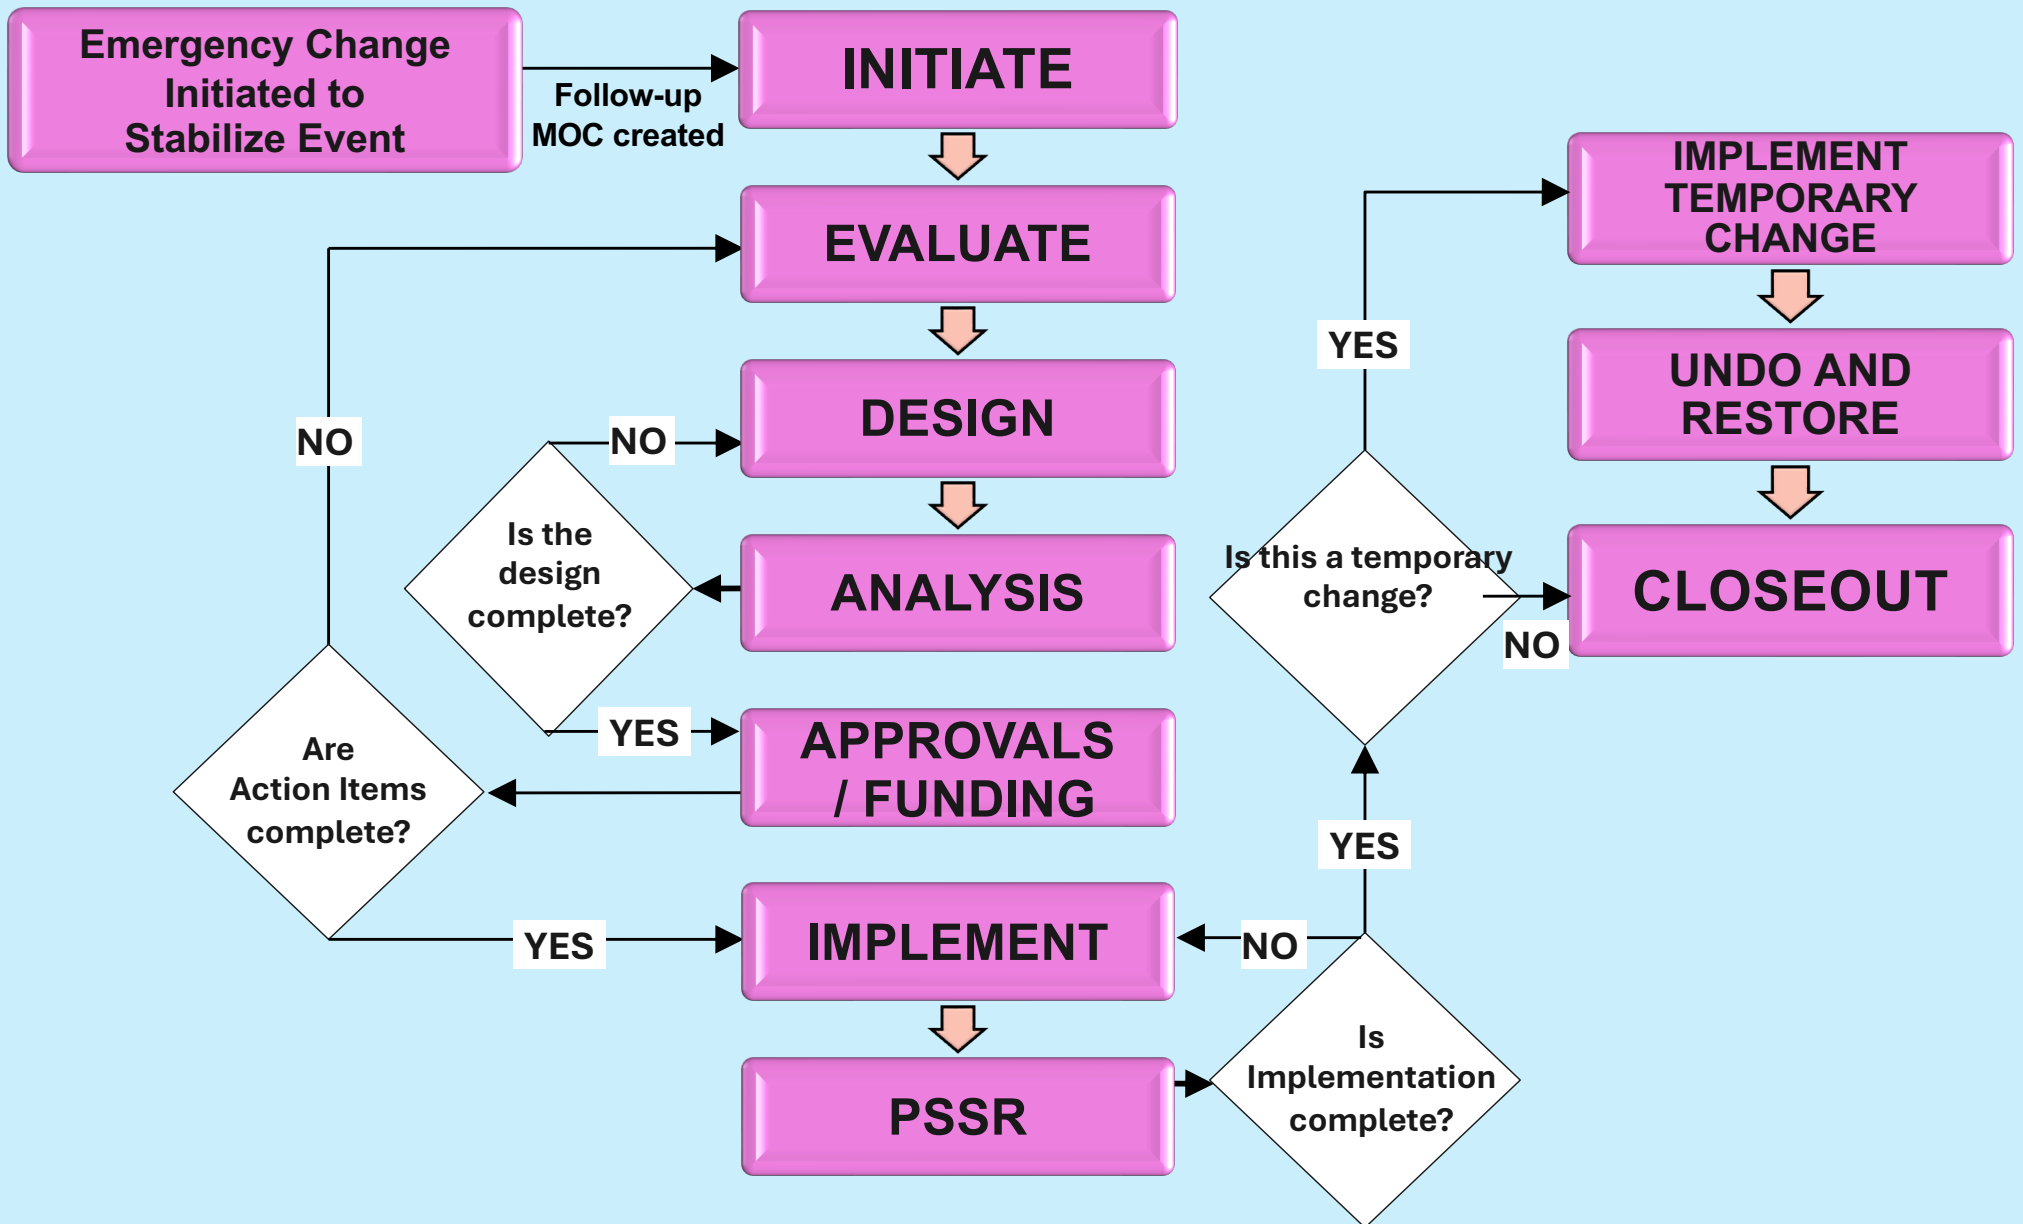 Emergency Change
Initiated to
Stabilize Event
Follow-up
MOC created
INITIATE
EVALUATE
DESIGN
ANALYSIS
Is the
design
complete?
NO
YES
APPROVALS
/ FUNDING
Are
Action Items
complete?
NO
YES
IMPLEMENT
PSSR
Is
Implementation
complete?
NO
YES
Is this a temporary
change?
YES
NO
IMPLEMENT
TEMPORARY
CHANGE
UNDO AND
RESTORE
CLOSEOUT